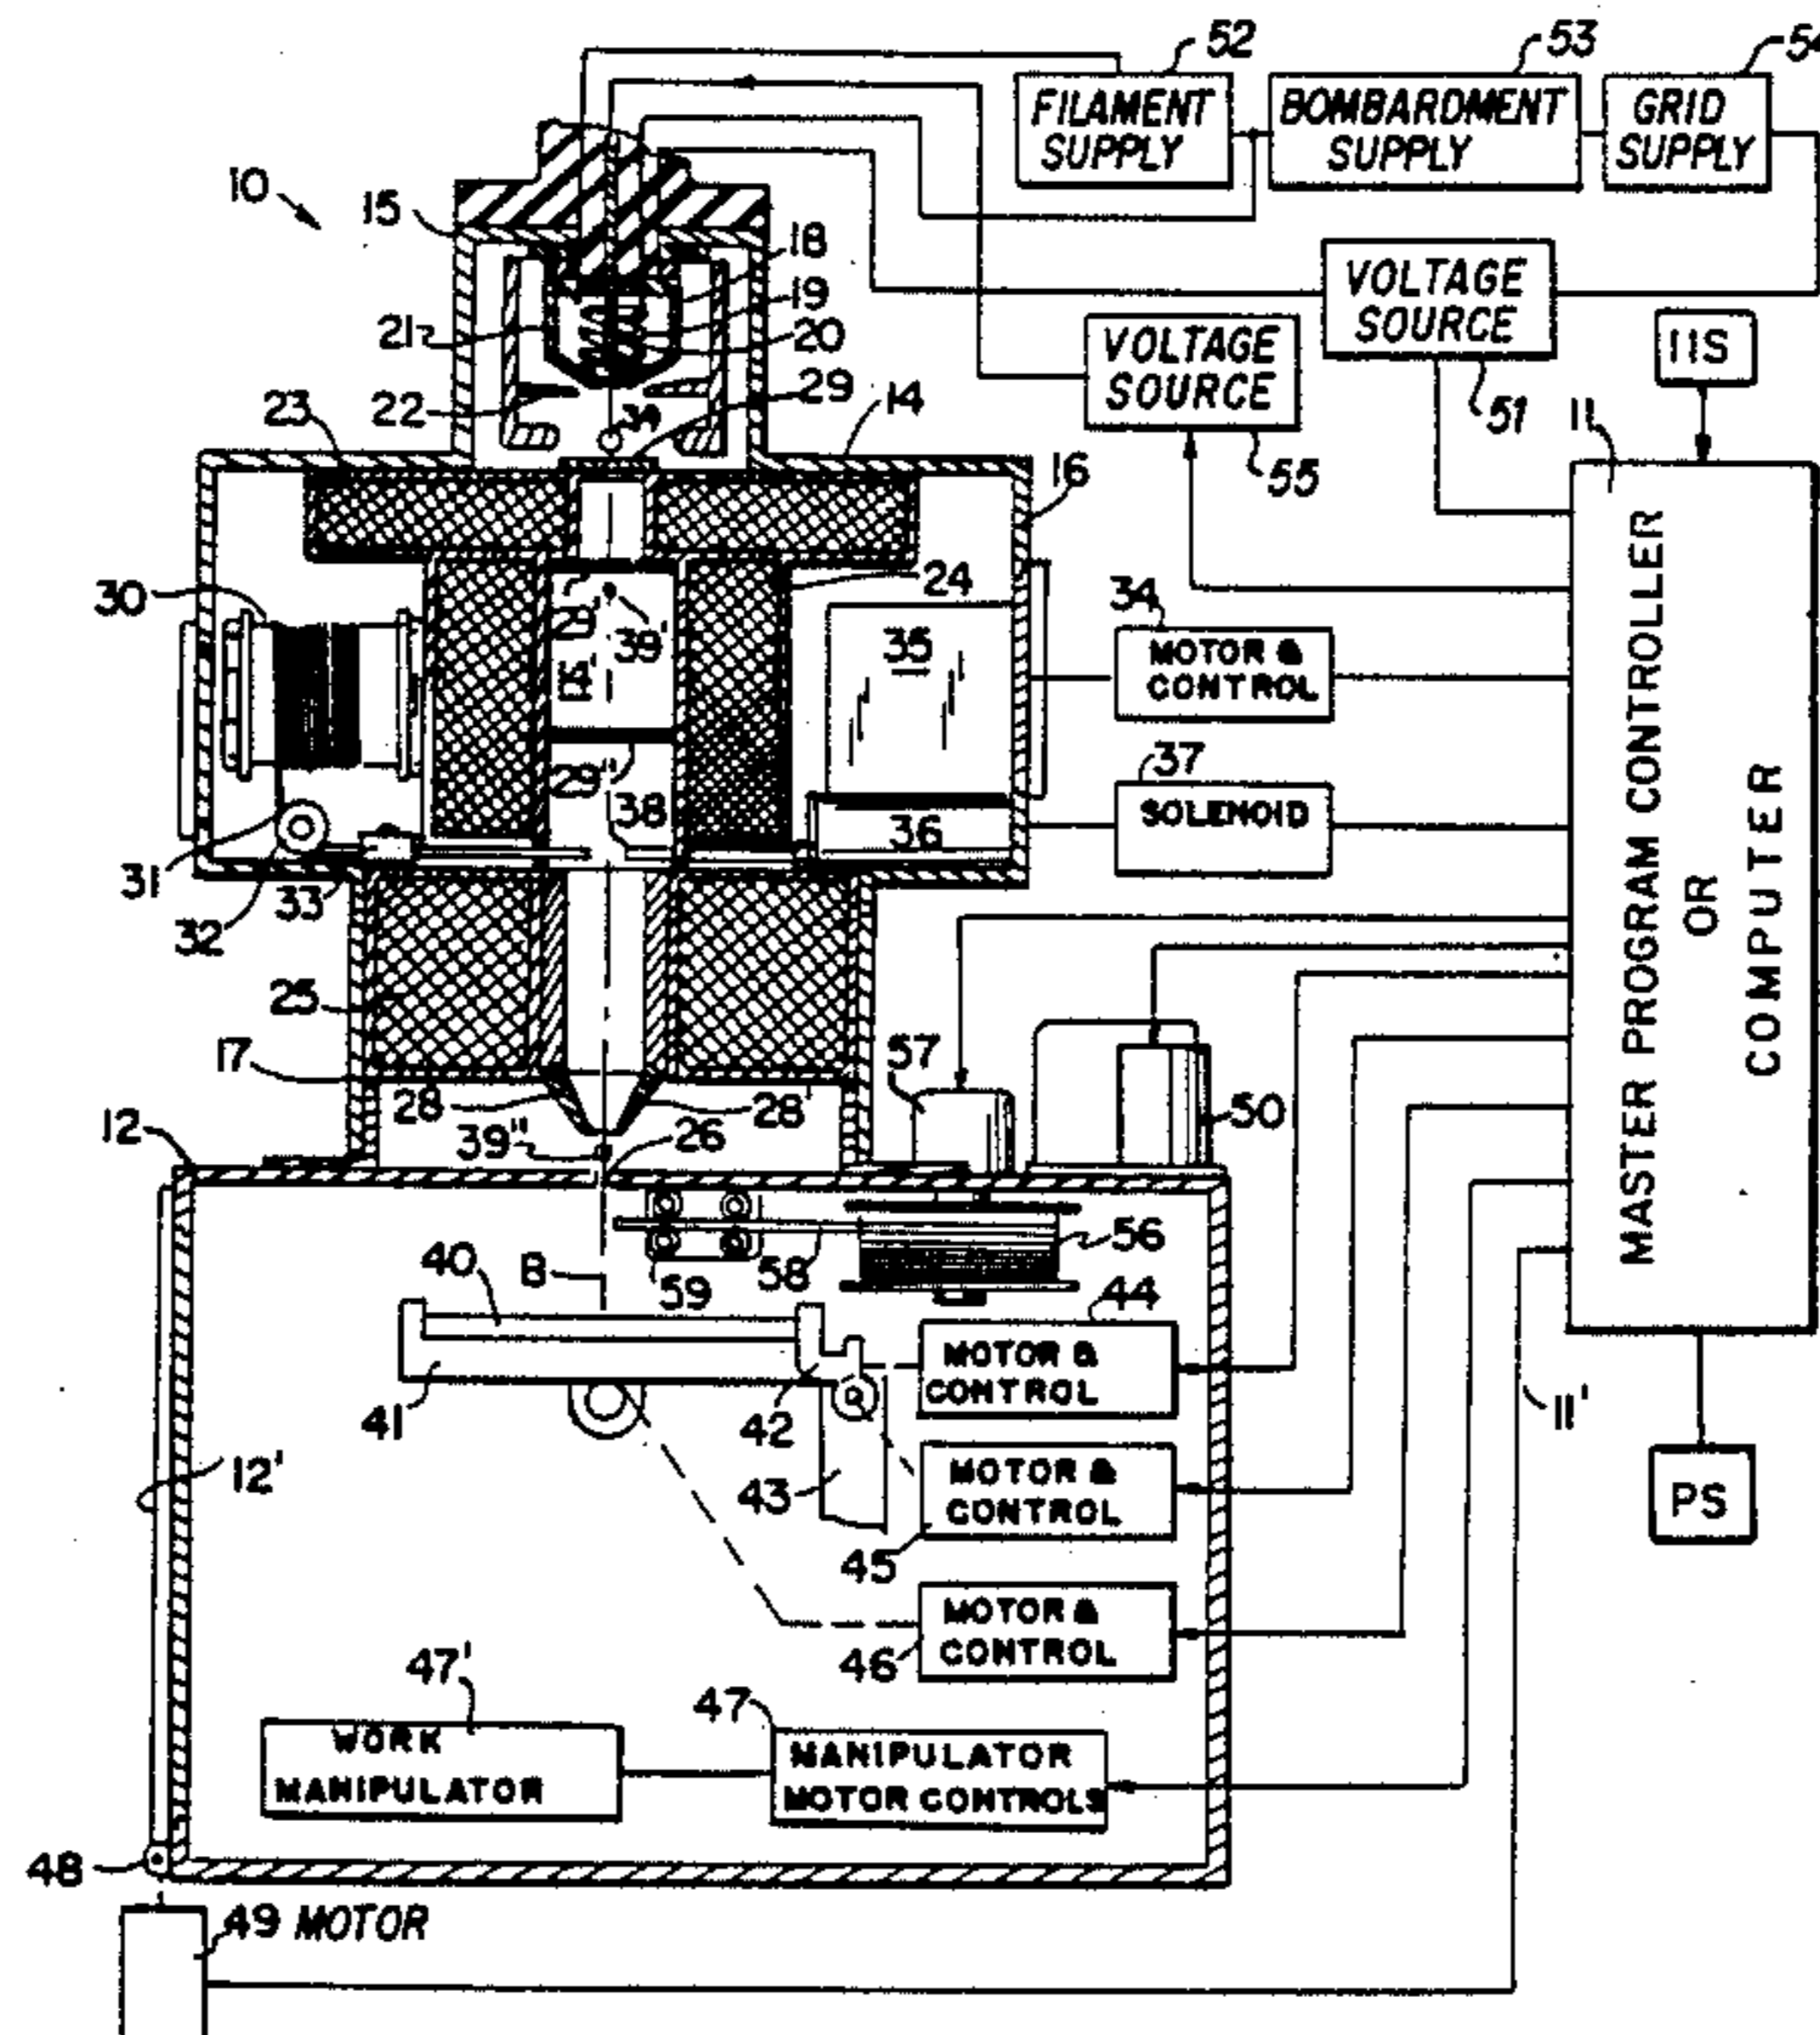 52
53
54
FILAMENT
SUPPLY
BOMBARDMENT
SUPPLY
GRID
SUPPLY
10
15
18
19
20
21
22
29
39
VOLTAGE
SOURCE
VOLTAGE
SOURCE
11S
51
55
11
23
14
16
30
24
29'
39'
14'
35
34
MOTOR &
CONTROL
29"
38
36
37
SOLENOID
31
32
33
25
17
28
28'
57
50
12
39"
26
MASTER PROGRAM CONTROLLER
OR
COMPUTER
40
B
59
58
56
44
MOTOR &
CONTROL
41
42
43
11'
12'
MOTOR &
CONTROL
45
PS
MOTOR &
CONTROL
46
47'
47
WORK
MANIPULATOR
MANIPULATOR
MOTOR CONTROLS
48
49 MOTOR